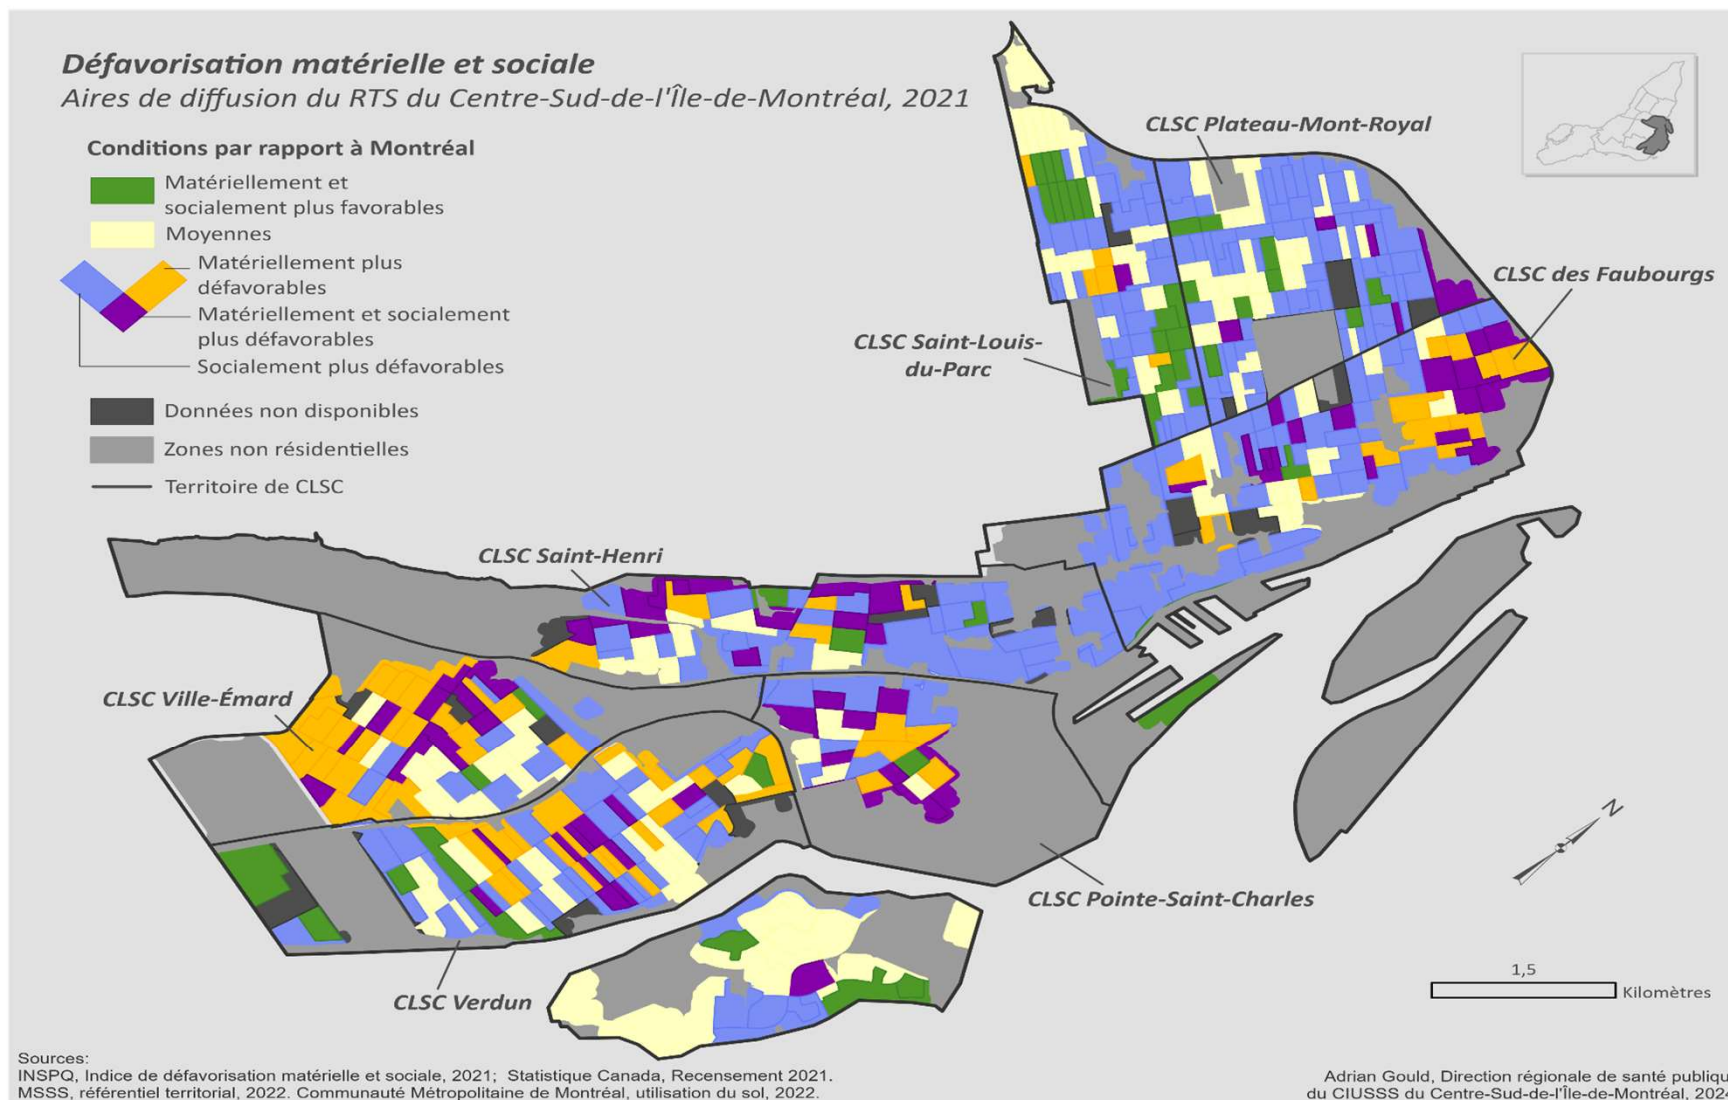 Défavorisation matérielle et sociale
Aires de diffusion du RTS du Centre-Sud-de-l'Île-de-Montréal, 2021
Conditions par rapport à Montréal
Matériellement et
socialement plus favorables
Moyennes
Matériellement plus
défavorables
Matériellement et socialement
plus défavorables
Socialement plus défavorables
Données non disponibles
Zones non résidentielles
Territoire de CLSC
CLSC Plateau-Mont-Royal
CLSC des Faubourgs
CLSC Saint-Louis-
du-Parc
CLSC Saint-Henri
CLSC Ville-Émard
CLSC Pointe-Saint-Charles
CLSC Verdun
N
1,5
Kilomètres
Sources:
INSPQ, Indice de défavorisation matérielle et sociale, 2021; Statistique Canada, Recensement 2021.
MSSS, référentiel territorial, 2022. Communauté Métropolitaine de Montréal, utilisation du sol, 2022.
Adrian Gould, Direction régionale de santé publiqu
du CIUSSS du Centre-Sud-de-l'Île-de-Montréal, 2024